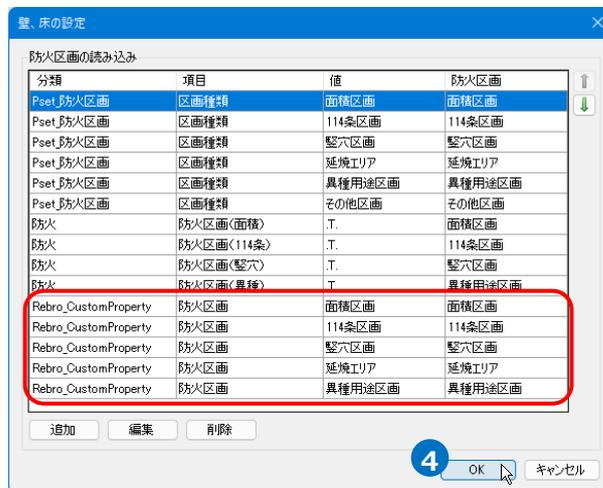 壁、床の設定
防火区画の読み込み
分類 項目 値 防火区画
Pset_防火区画 区画種類 面積区画 面積区画
Pset_防火区画 区画種類 114条区画 114条区画
Pset_防火区画 区画種類 竪穴区画 竪穴区画
Pset_防火区画 区画種類 延焼エリア 延焼エリア
Pset_防火区画 区画種類 異種用途区画 異種用途区画
Pset_防火区画 区画種類 その他区画 その他区画
防火 防火区画(面積) .T. 面積区画
防火 防火区画(114条) .T. 114条区画
防火 防火区画(竪穴) .T. 竪穴区画
防火 防火区画(異種) .T. 異種用途区画
Rebro_CustomProperty 防火区画 面積区画 面積区画
Rebro_CustomProperty 防火区画 114条区画 114条区画
Rebro_CustomProperty 防火区画 竪穴区画 竪穴区画
Rebro_CustomProperty 防火区画 延焼エリア 延焼エリア
Rebro_CustomProperty 防火区画 異種用途区画 異種用途区画
追加 編集 削除
4 OK キャンセル